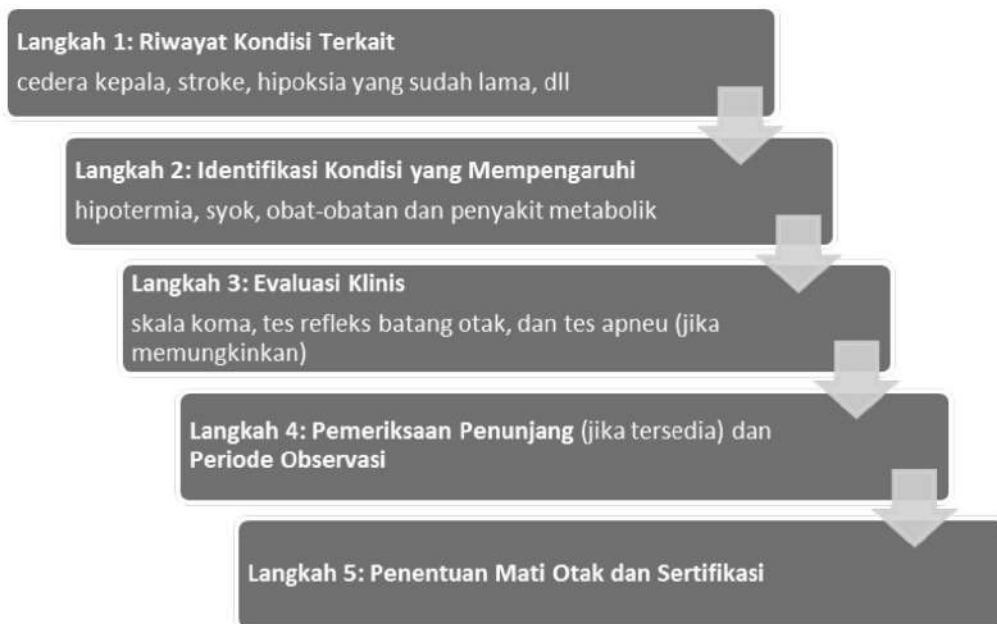 Langkah 1: Riwayat Kondisi Terkait
cedera kepala, stroke, hipoksia yang sudah lama, dll
Langkah 2: Identifikasi Kondisi yang Mempengaruhi
hipotermia, syok, obat-obatan dan penyakit metabolik
Langkah 3: Evaluasi Klinis
skala koma, tes refleks batang otak, dan tes apneu (jika
memungkinkan)
Langkah 4: Pemeriksaan Penunjang (jika tersedia) dan
Periode Observasi
Langkah 5: Penentuan Mati Otak dan Sertifikasi